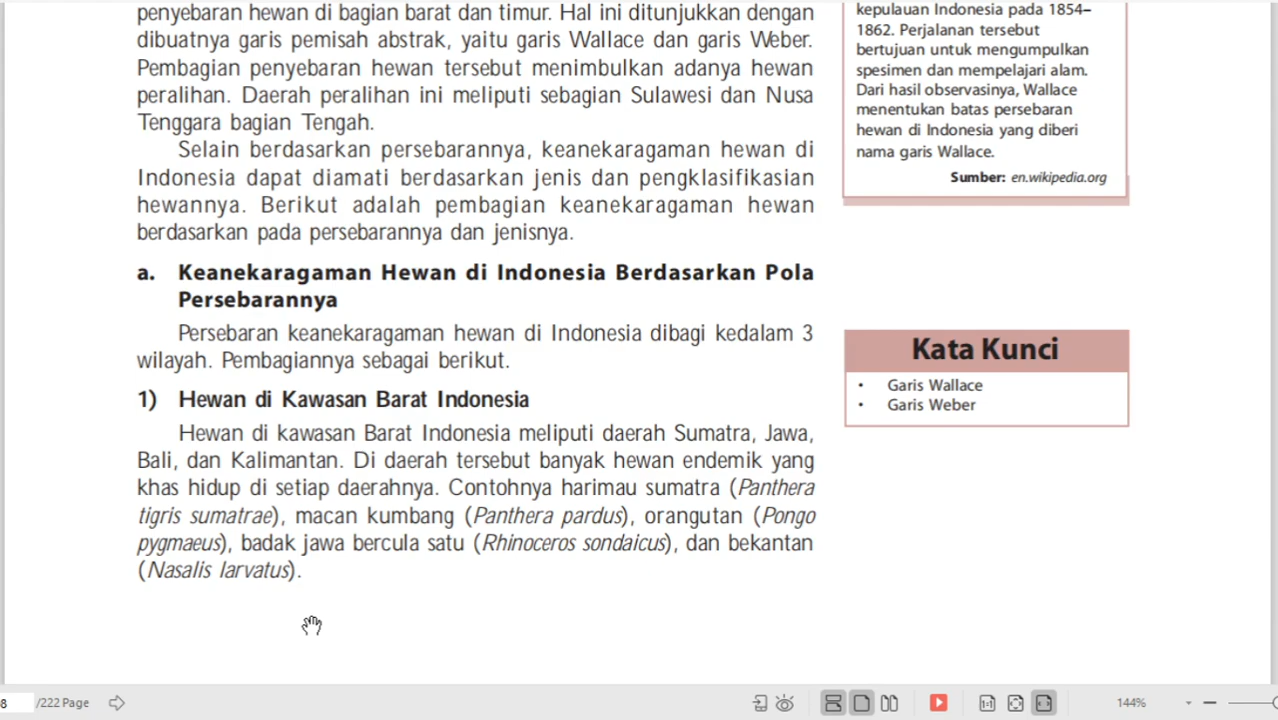 penyebaran hewan di bagian barat dan timur. Hal ini ditunjukkan dengan
dibuatnya garis pemisah abstrak, yaitu garis Wallace dan garis Weber.
Pembagian penyebaran hewan tersebut menimbulkan adanya hewan
peralihan. Daerah peralihan ini meliputi sebagian Sulawesi dan Nusa
Tenggara bagian Tengah.
Selain berdasarkan persebarannya, keanekaragaman hewan di
Indonesia dapat diamati berdasarkan jenis dan pengklasifikasian
hewannya. Berikut adalah pembagian keanekaragaman hewan
berdasarkan pada persebarannya dan jenisnya.
a. Keanekaragaman Hewan di Indonesia Berdasarkan Pola
Persebarannya
Persebaran keanekaragaman hewan di Indonesia dibagi kedalam 3
wilayah. Pembagiannya sebagai berikut.
1) Hewan di Kawasan Barat Indonesia
Hewan di kawasan Barat Indonesia meliputi daerah Sumatra, Jawa,
Bali, dan Kalimantan. Di daerah tersebut banyak hewan endemik yang
khas hidup di setiap daerahnya. Contohnya harimau sumatra (Panthera
tigris sumatrae), macan kumbang (Panthera pardus), orangutan (Pongo
pygmaeus), badak jawa bercula satu (Rhinoceros sondaicus), dan bekantan
(Nasalis larvatus).
kepulauan Indonesia pada 1854–
1862. Perjalanan tersebut
bertujuan untuk mengumpulkan
spesimen dan mempelajari alam.
Dari hasil observasinya, Wallace
menentukan batas persebaran
hewan di Indonesia yang diberi
nama garis Wallace.
Sumber: en.wikipedia.org
Kata Kunci
• Garis Wallace
• Garis Weber
8 /222 Page
144%